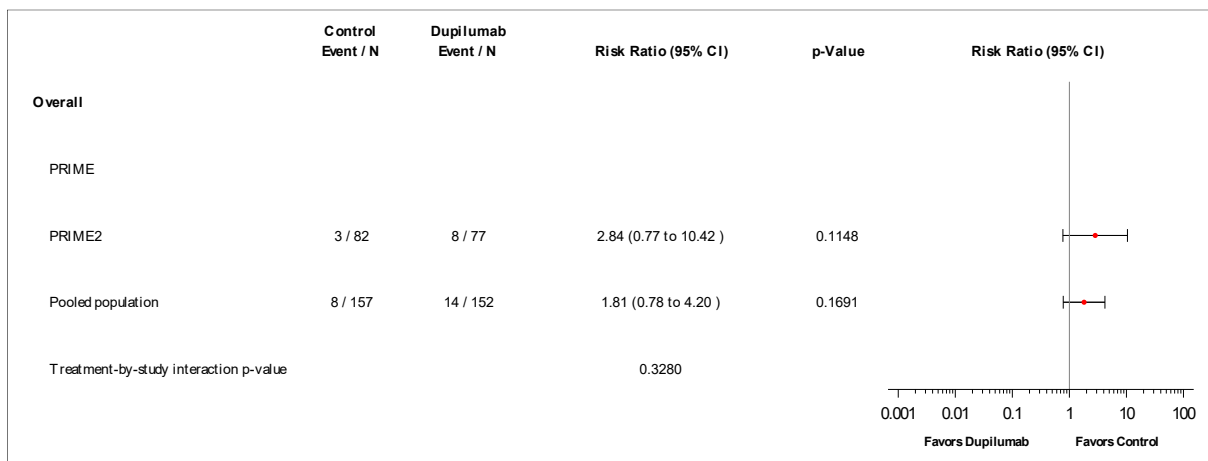 Control Dupilumab
Event / N Event / N Risk Ratio (95% CI) p-Value Risk Ratio (95% CI)
Overall
PRIME
PRIME2 3 / 82 8 / 77 2.84 (0.77 to 10.42 ) 0.1148
Pooled population 8 / 157 14 / 152 1.81 (0.78 to 4.20 ) 0.1691
Treatment-by-study interaction p-value 0.3280
0.001 0.01 0.1 1 10 100
Favors Dupilumab Favors Control